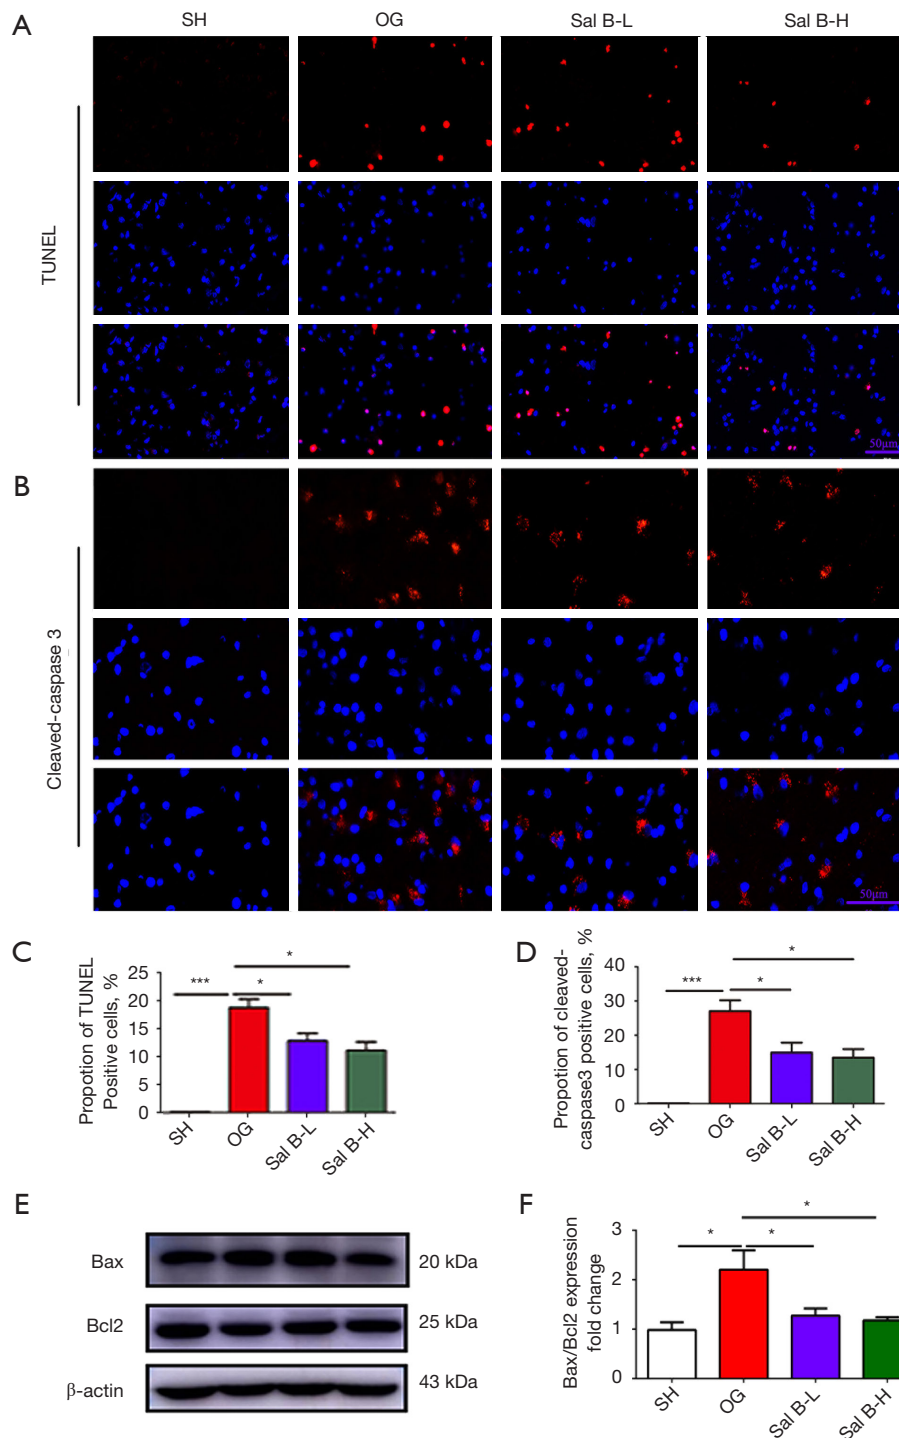 A
SH
OG
Sal B-L
Sal B-H
TUNEL
50μm
B
Cleaved-caspase 3
50μm
C
Propotion of TUNEL
Positive cells, %
25
20
15
10
5
0
***
*
*
SH
OG
Sal B-L
Sal B-H
D
Propotion of cleaved-
caspase3 positive cells, %
40
30
20
10
0
***
*
*
SH
OG
Sal B-L
Sal B-H
E
Bax
20 kDa
Bcl2
25 kDa
β-actin
43 kDa
F
Bax/Bcl2 expression
fold change
3
2
1
0
*
*
*
SH
OG
Sal B-L
Sal B-H